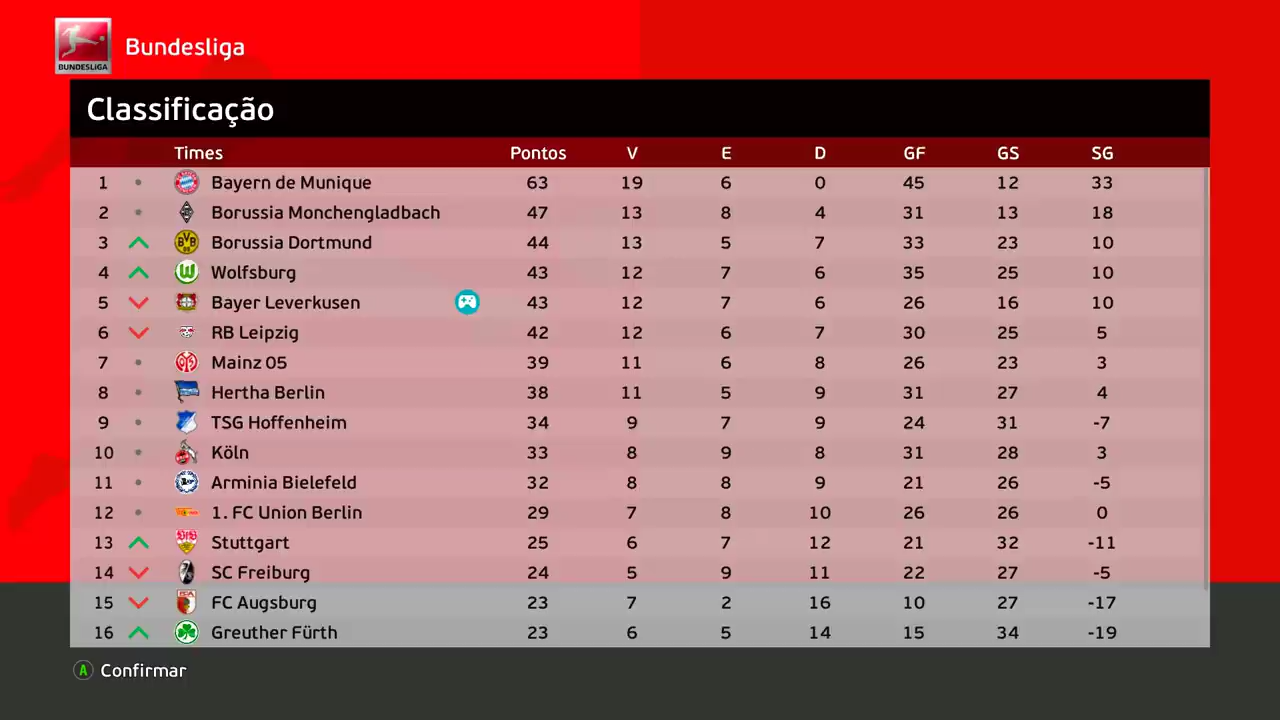 BUNDESLIGA
Bundesliga
Classificação
Times Pontos V E D GF GS SG
1 Bayern de Munique 63 19 6 0 45 12 33
2 Borussia Monchengladbach 47 13 8 4 31 13 18
3 Borussia Dortmund 44 13 5 7 33 23 10
4 Wolfsburg 43 12 7 6 35 25 10
5 Bayer Leverkusen 43 12 7 6 26 16 10
6 RB Leipzig 42 12 6 7 30 25 5
7 Mainz 05 39 11 6 8 26 23 3
8 Hertha Berlin 38 11 5 9 31 27 4
9 TSG Hoffenheim 34 9 7 9 24 31 -7
10 Köln 33 8 9 8 31 28 3
11 Arminia Bielefeld 32 8 8 9 21 26 -5
12 1. FC Union Berlin 29 7 8 10 26 26 0
13 Stuttgart 25 6 7 12 21 32 -11
14 SC Freiburg 24 5 9 11 22 27 -5
15 FC Augsburg 23 7 2 16 10 27 -17
16 Greuther Fürth 23 6 5 14 15 34 -19
A Confirmar